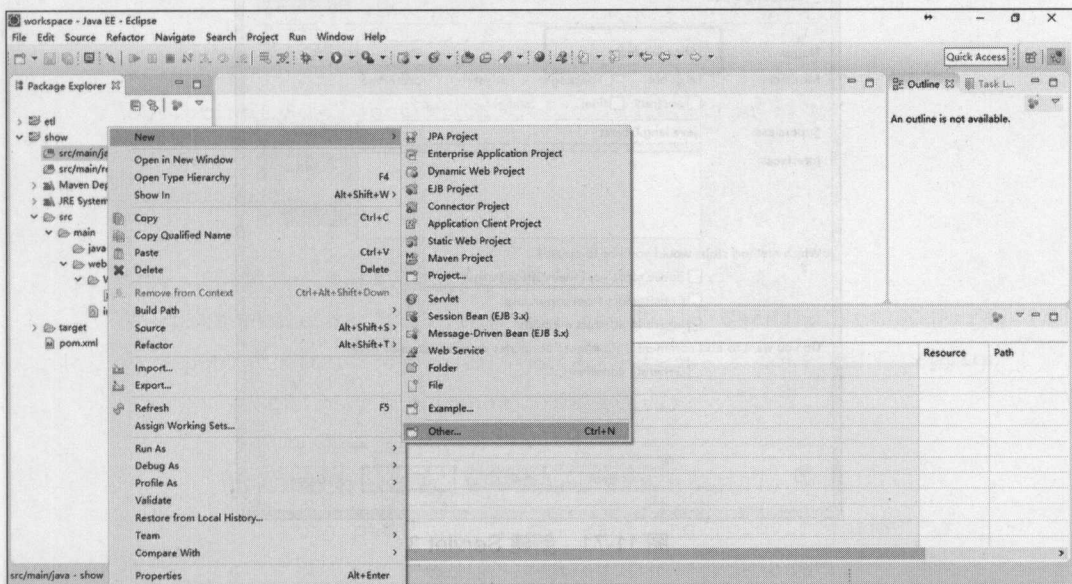 workspace - Java EE - Eclipse
File Edit Source Refactor Navigate Search Project Run Window Help
Quick Access
Package Explorer
etl
show
src/main/ja
src/main/re
Maven Dep
JRE System
src
main
java
web
W
in
target
pom.xml
New
Open in New Window
Open Type Hierarchy F4
Show In Alt+Shift+W
Copy Ctrl+C
Copy Qualified Name
Paste Ctrl+V
Delete Delete
Remove from Context Ctrl+Alt+Shift+Down
Build Path
Source Alt+Shift+S
Refactor Alt+Shift+T
Import...
Export...
Refresh F5
Assign Working Sets...
Run As
Debug As
Profile As
Validate
Restore from Local History...
Team
Compare With
Properties Alt+Enter
JPA Project
Enterprise Application Project
Dynamic Web Project
EJB Project
Connector Project
Application Client Project
Static Web Project
Maven Project
Project...
Servlet
Session Bean (EJB 3.x)
Message-Driven Bean (EJB 3.x)
Web Service
Folder
File
Example...
Other... Ctrl+N
Outline Task L...
An outline is not available.
Resource Path
src/main/java - show